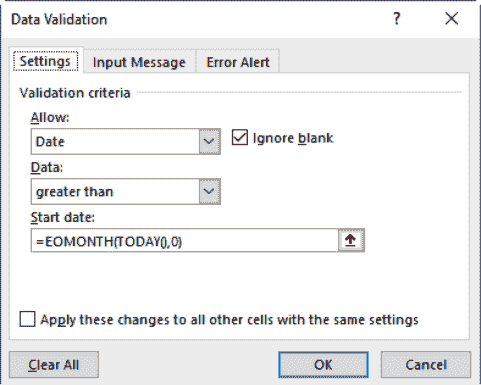 Data Validation
Settings Input Message Error Alert
Validation criteria
Allow:
Date Ignore blank
Data:
greater than
Start date:
=EOMONTH(TODAY(),0)
Apply these changes to all other cells with the same settings
Clear All OK Cancel